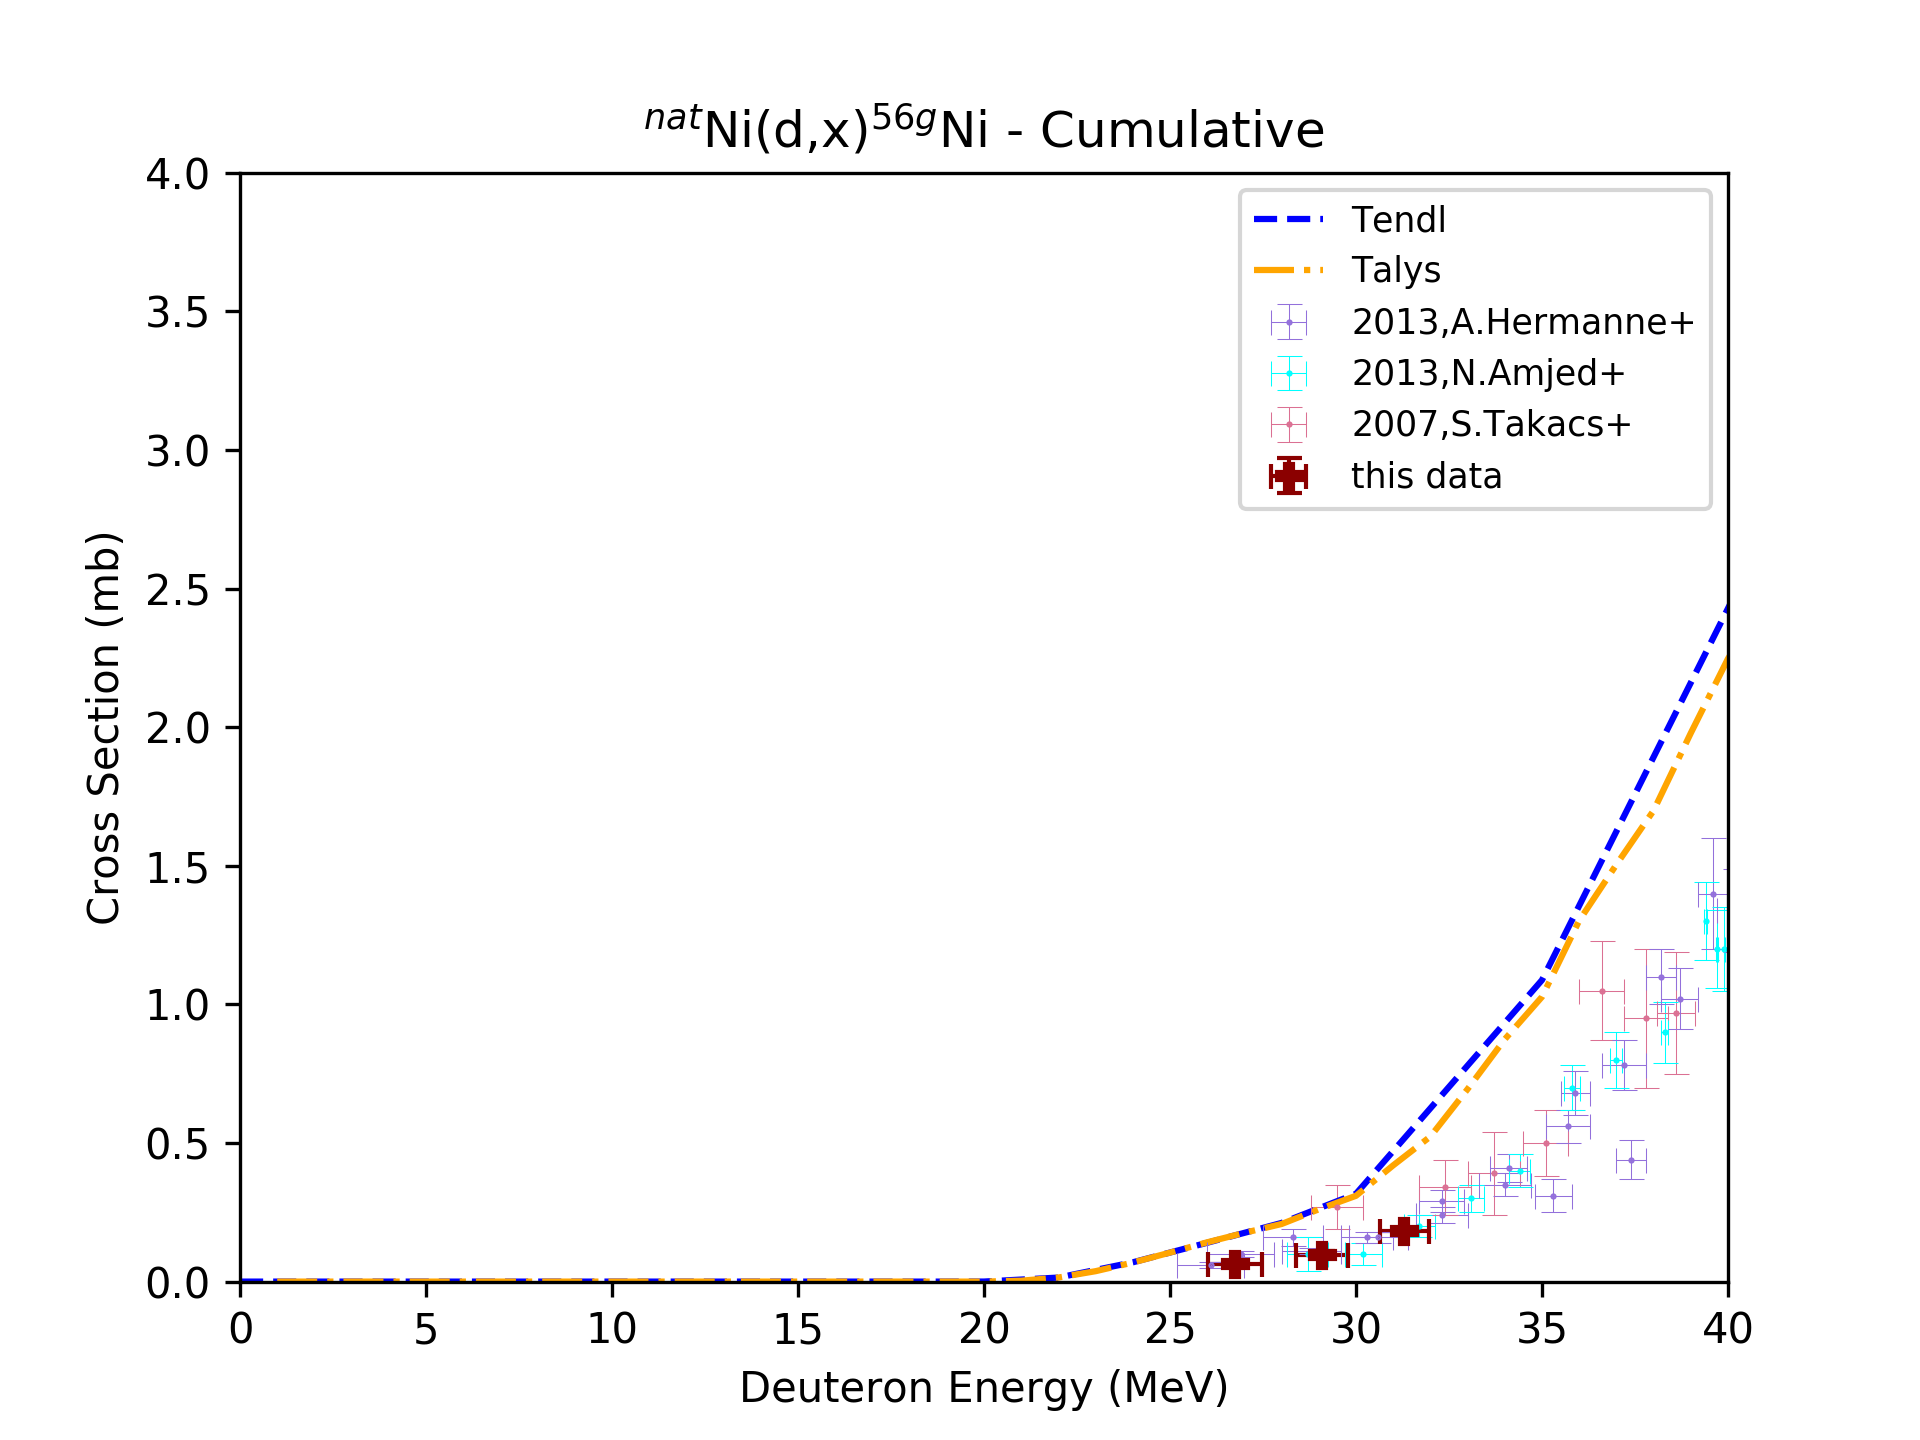 natNi(d,x)56gNi - Cumulative
4.0
3.5
3.0
2.5
2.0
1.5
1.0
0.5
0.0
Cross Section (mb)
Tendl
Talys
2013,A.Hermanne+
2013,N.Amjed+
2007,S.Takacs+
this data
0 5 10 15 20 25 30 35 40
Deuteron Energy (MeV)